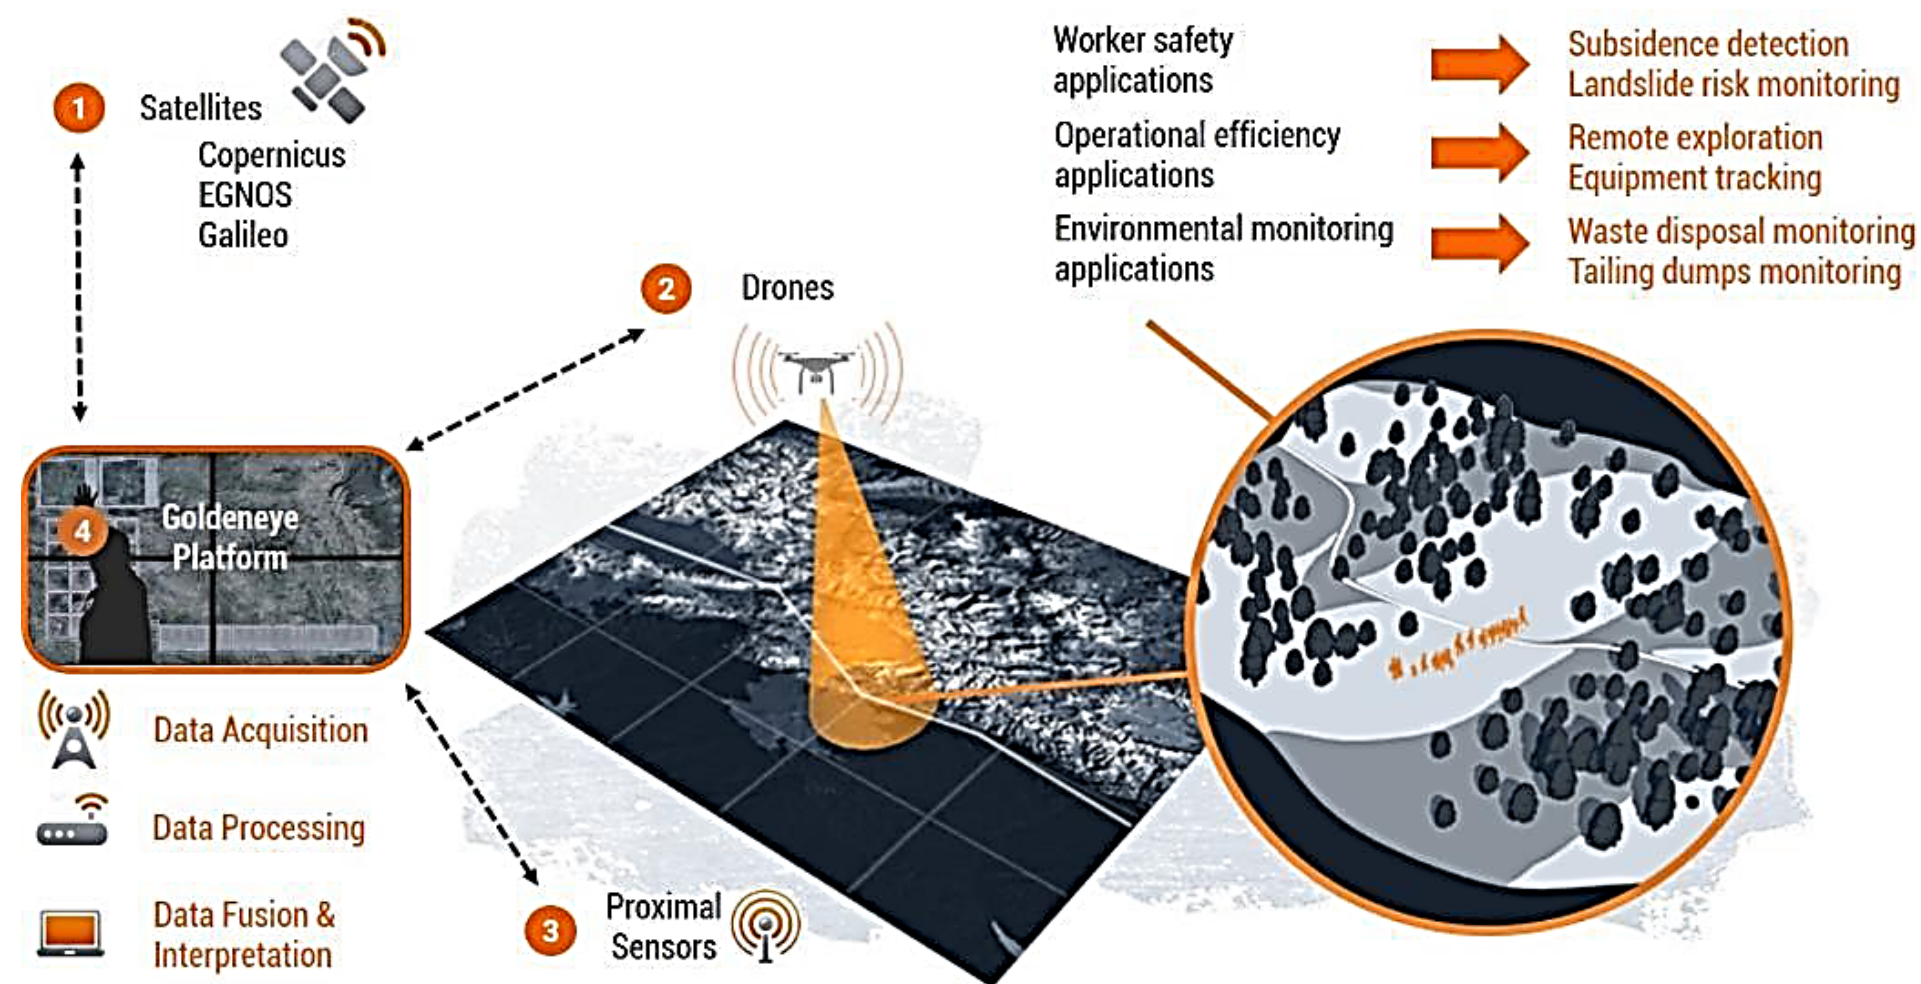 1
Satellites
Copernicus
EGNOS
Galileo
2
Drones
Worker safety
applications
Subsidence detection
Landslide risk monitoring
Operational efficiency
applications
Remote exploration
Equipment tracking
Environmental monitoring
applications
Waste disposal monitoring
Tailing dumps monitoring
4
Goldeneye
Platform
Data Acquisition
Data Processing
Data Fusion &
Interpretation
3
Proximal
Sensors